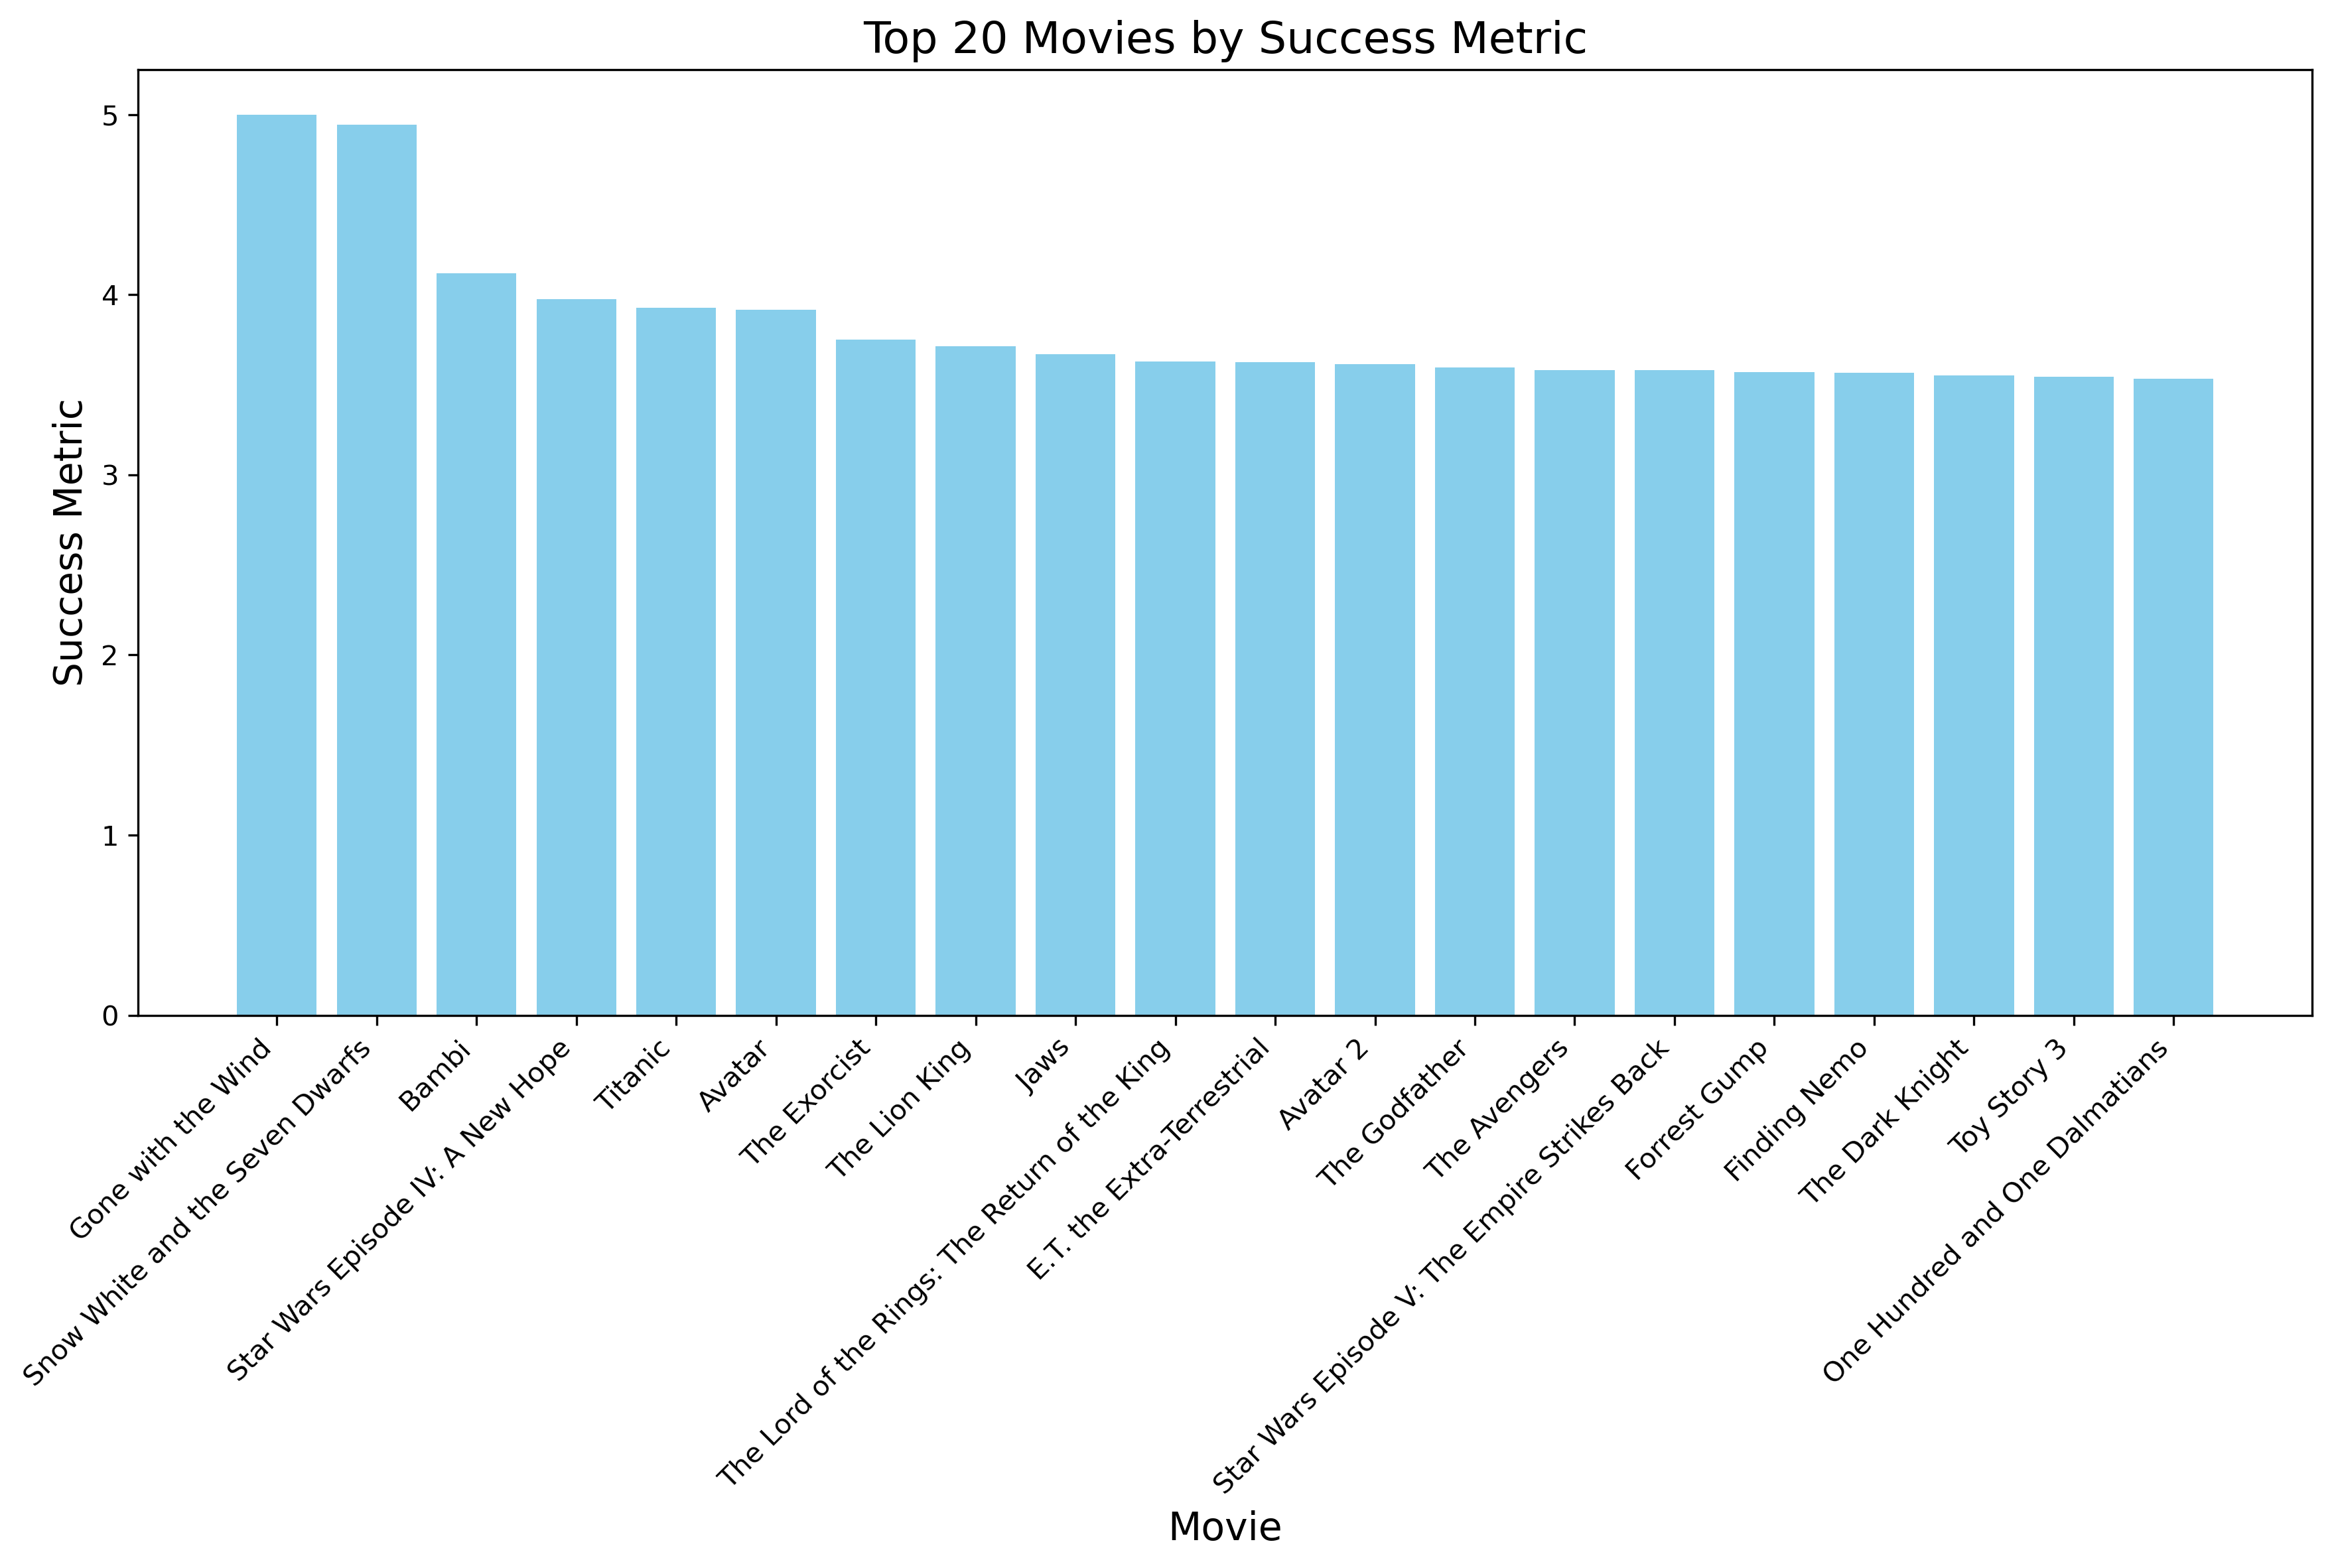 Top 20 Movies by Success Metric
Success Metric
5
4
3
2
1
0
Gone with the Wind
Snow White and the Seven Dwarfs
Bambi
Star Wars Episode IV: A New Hope
Titanic
Avatar
The Exorcist
The Lion King
Jaws
The Lord of the Rings: The Return of the King
E.T. the Extra-Terrestrial
Avatar 2
The Godfather
The Avengers
Star Wars Episode V: The Empire Strikes Back
Forrest Gump
Finding Nemo
The Dark Knight
Toy Story 3
One Hundred and One Dalmatians
Movie